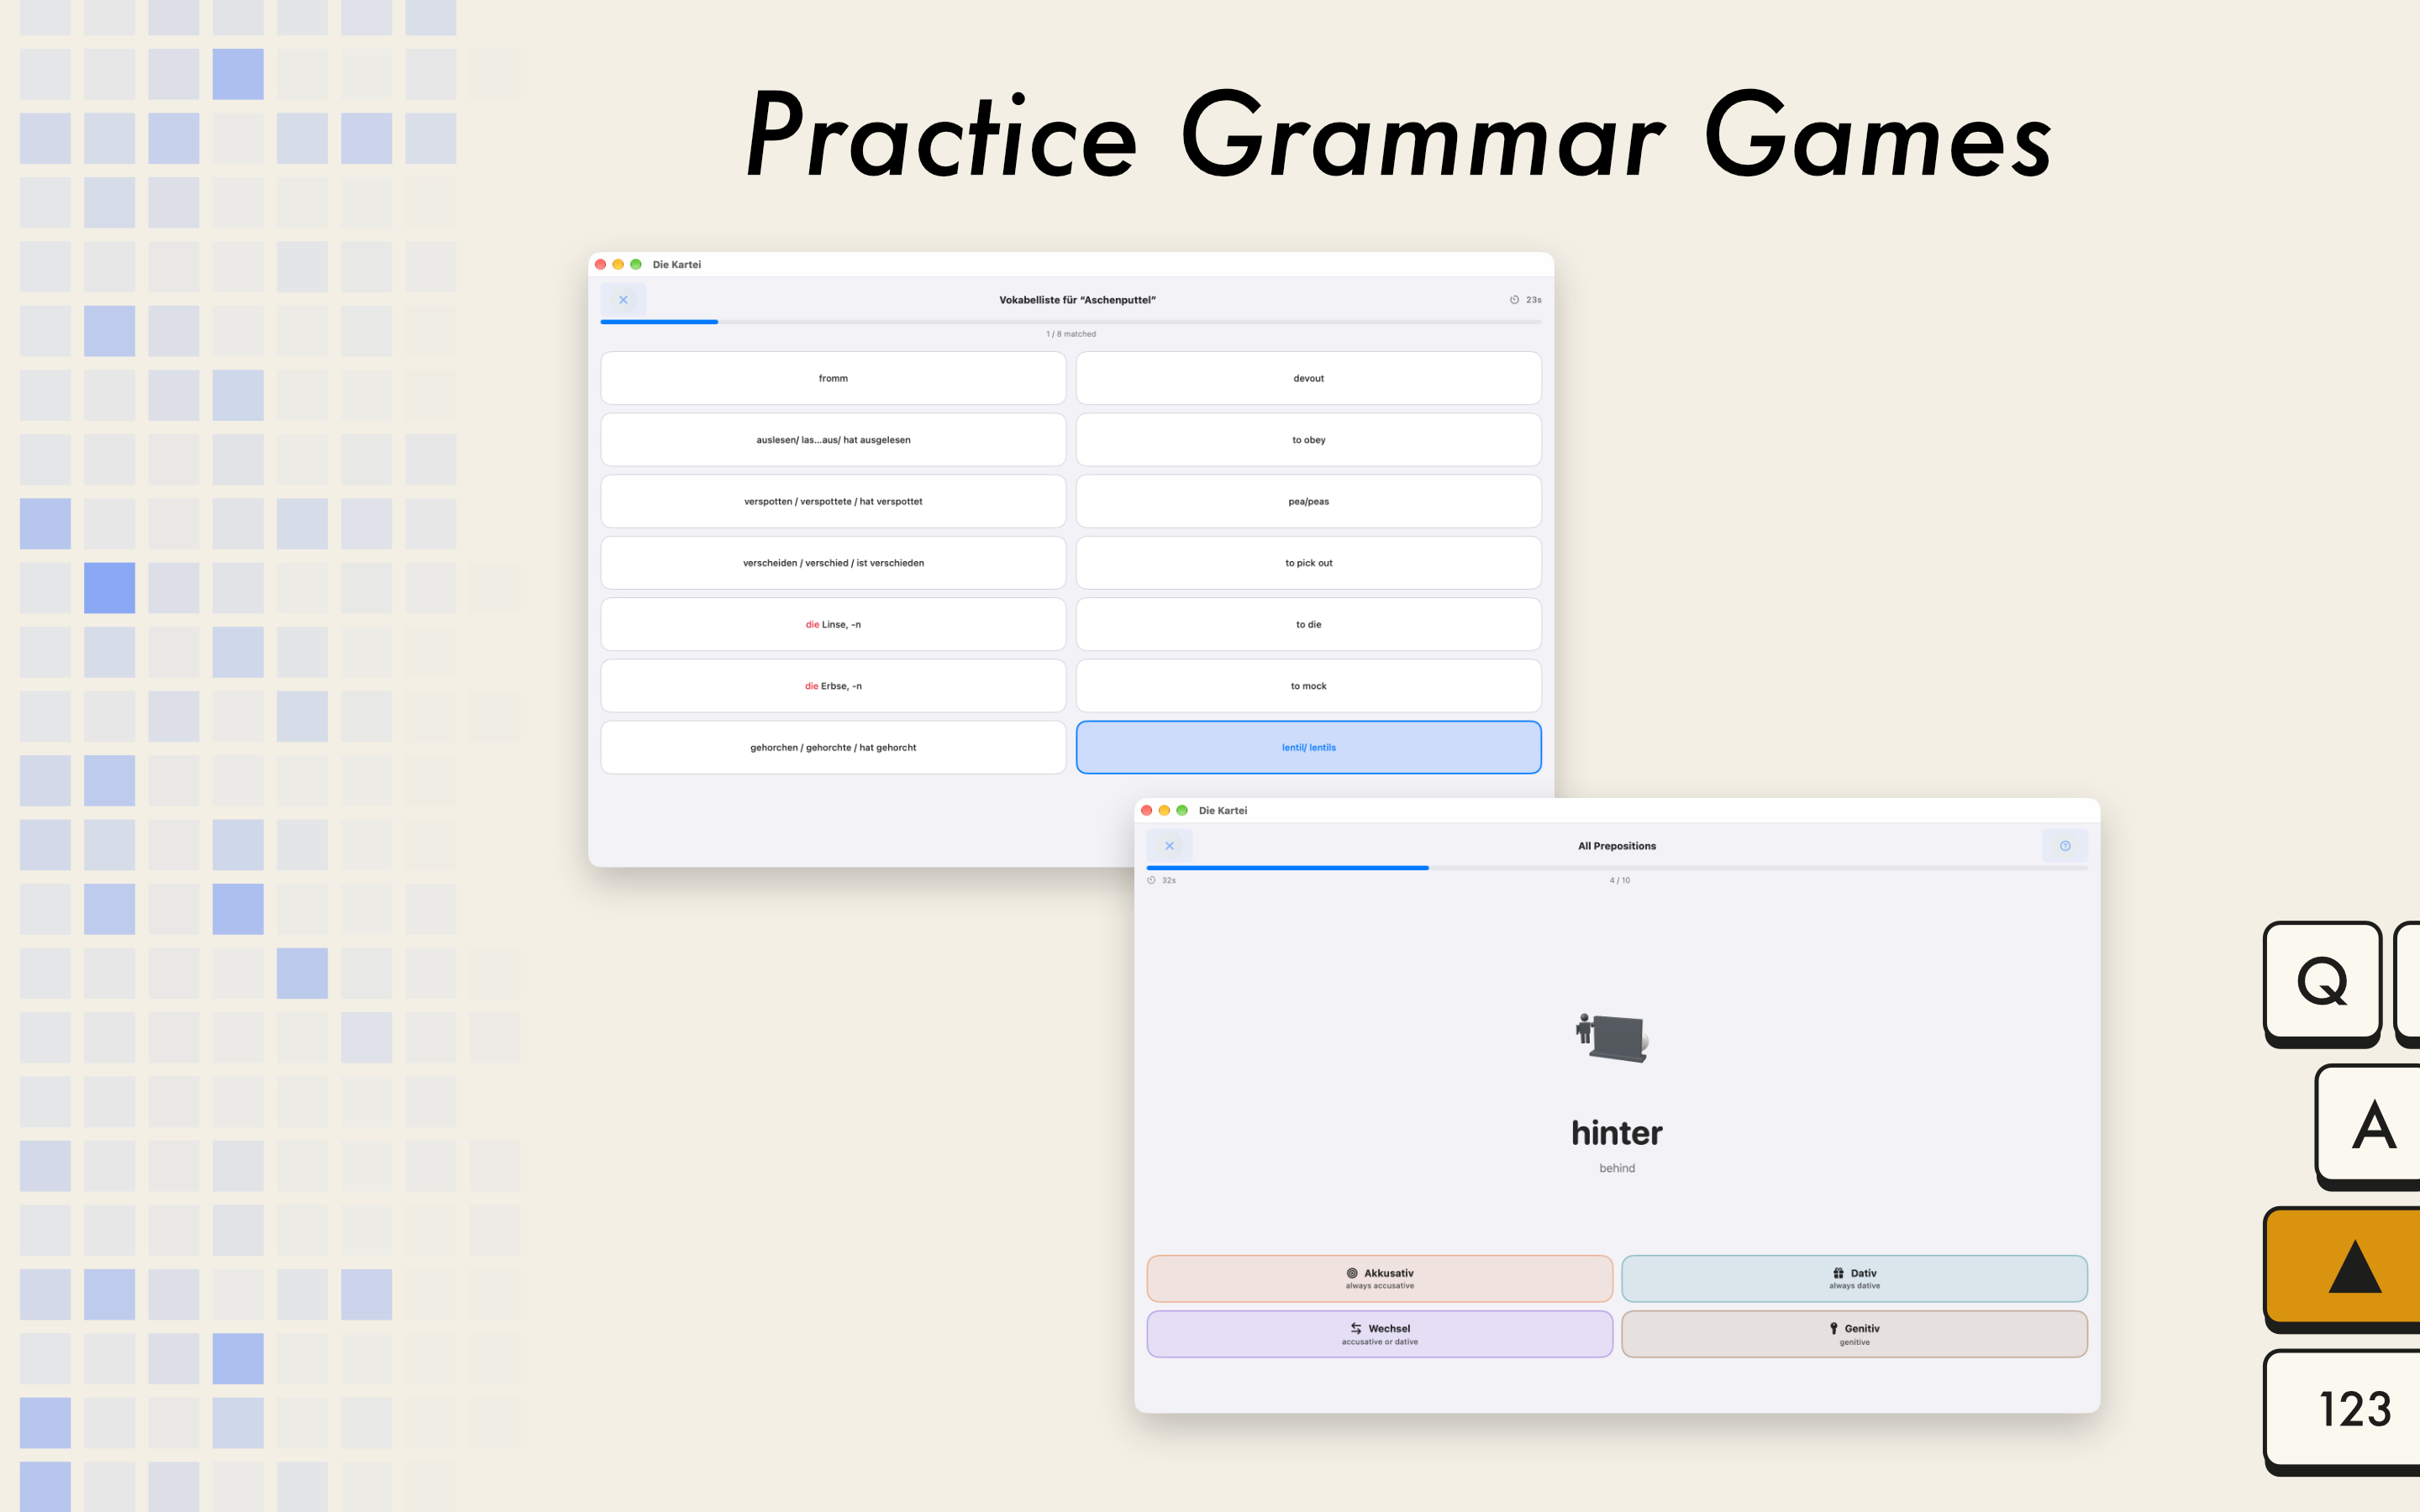 Practice Grammar Games
Die Kartei
Vokabelliste für “Aschenputtel”
23s
1 / 8 matched
fromm
devout
auslesen/ las...aus/ hat ausgelesen
to obey
verspotten / verspottete / hat verspottet
pea/peas
verscheiden / verschied / ist verschieden
to pick out
die Linse, -n
to die
die Erbse, -n
to mock
gehorchen / gehorchte / hat gehorcht
lentil/ lentils
Die Kartei
All Prepositions
32s
4 / 10
hinter
behind
Akkusativ
always accusative
Dativ
always dative
Wechsel
accusative or dative
Genitiv
genitive
Q
A
123